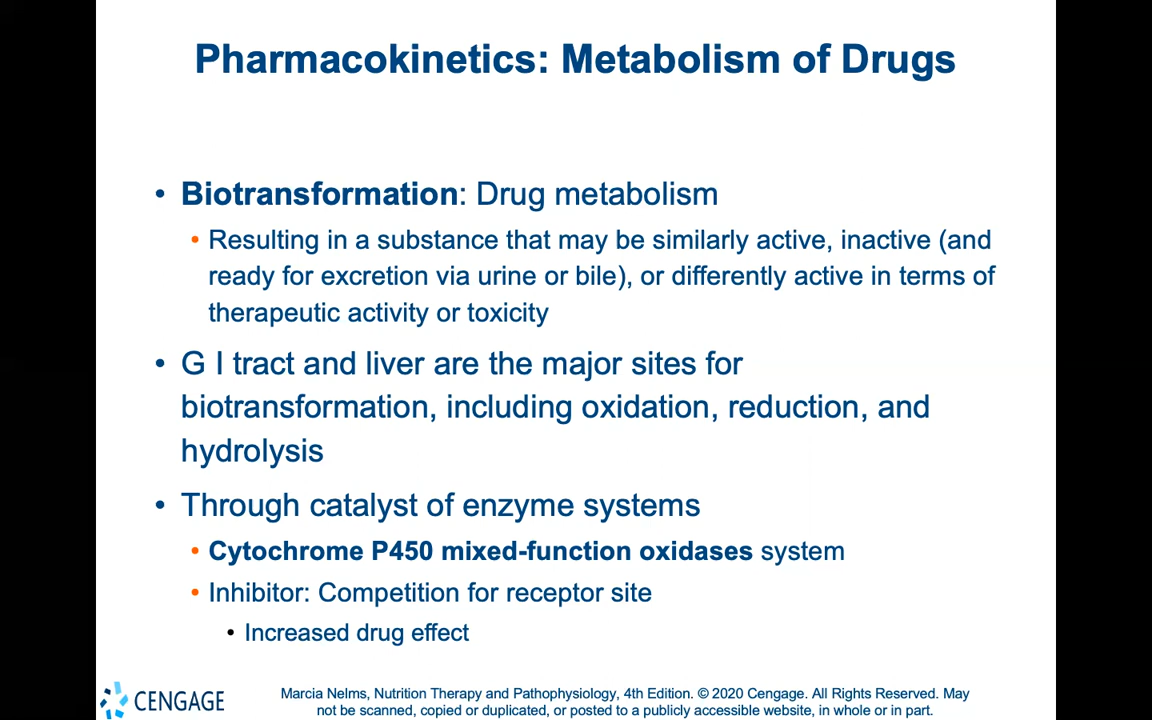 Pharmacokinetics: Metabolism of Drugs
• Biotransformation: Drug metabolism
• Resulting in a substance that may be similarly active, inactive (and
ready for excretion via urine or bile), or differently active in terms of
therapeutic activity or toxicity
• G I tract and liver are the major sites for
biotransformation, including oxidation, reduction, and
hydrolysis
• Through catalyst of enzyme systems
• Cytochrome P450 mixed-function oxidases system
• Inhibitor: Competition for receptor site
• Increased drug effect
CENGAGE
Marcia Nelms, Nutrition Therapy and Pathophysiology, 4th Edition. © 2020 Cengage. All Rights Reserved. May
not be scanned, copied or duplicated, or posted to a publicly accessible website, in whole or in part.